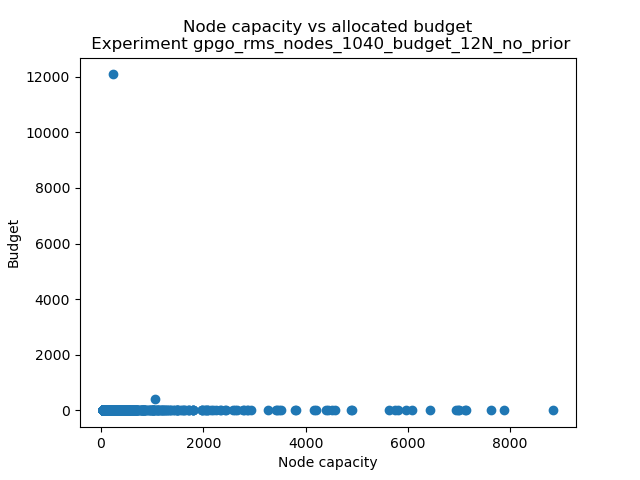 Node capacity vs allocated budget
Experiment gpgo_rms_nodes_1040_budget_12N_no_prior
12000
10000
8000
6000
4000
2000
0
Budget
0 2000 4000 6000 8000
Node capacity